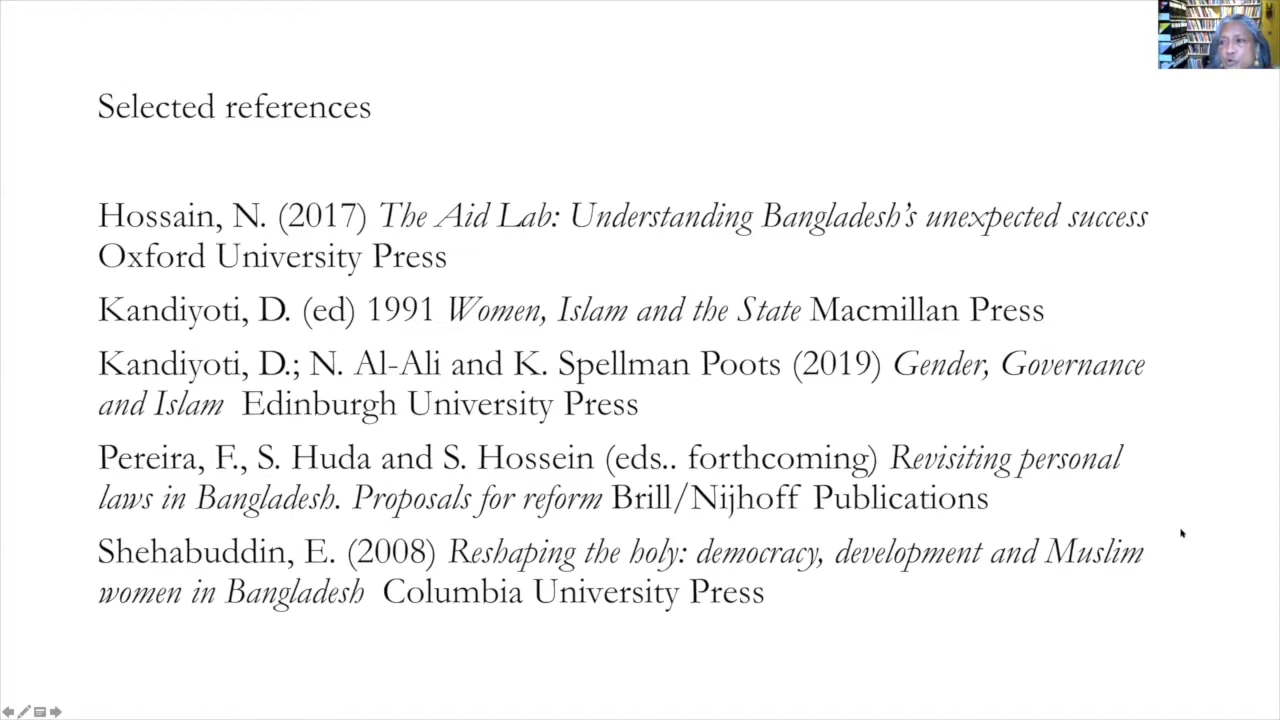 Selected references
Hossain, N. (2017) The Aid Lab: Understanding Bangladesh’s unexpected success
Oxford University Press
Kandiyoti, D. (ed) 1991 Women, Islam and the State Macmillan Press
Kandiyoti, D.; N. Al-Ali and K. Spellman Poots (2019) Gender, Governance
and Islam Edinburgh University Press
Pereira, F., S. Huda and S. Hossein (eds.. forthcoming) Revisiting personal
laws in Bangladesh. Proposals for reform Brill/Nijhoff Publications
Shehabuddin, E. (2008) Reshaping the holy: democracy, development and Muslim
women in Bangladesh Columbia University Press